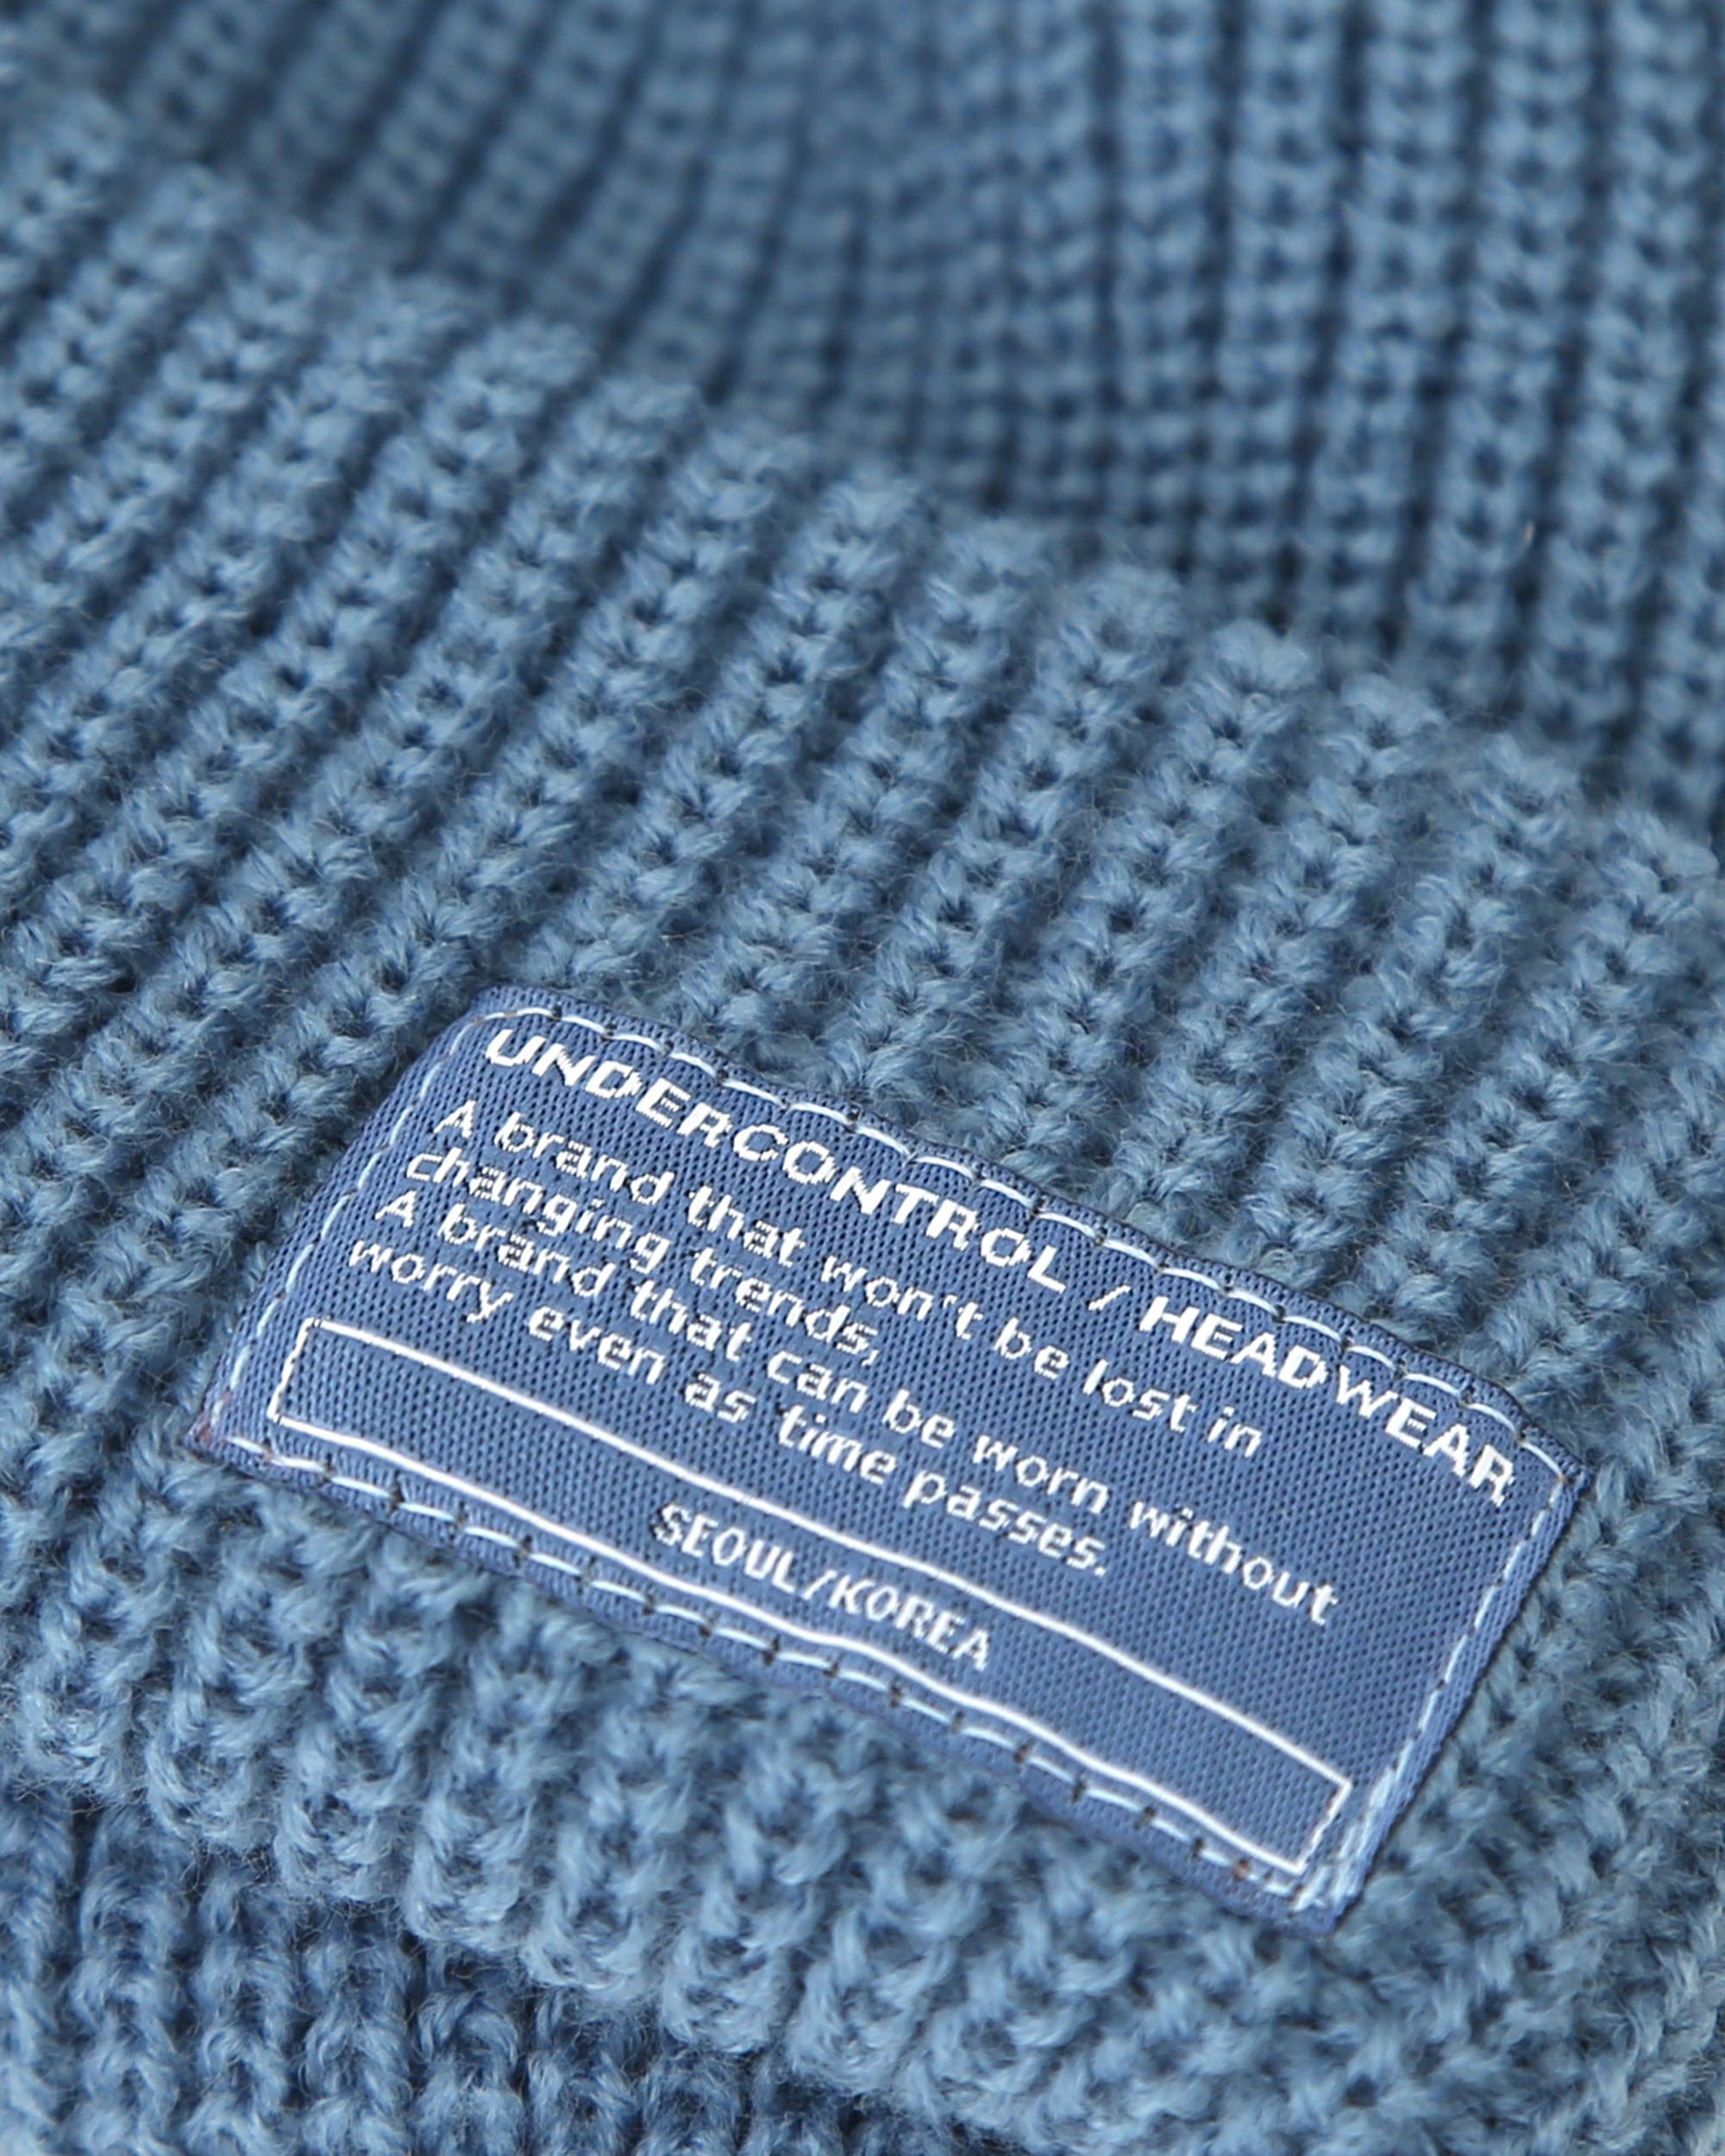 UNDERCONTROL / HEADWEAR
A brand that won't be lost in
changing trends,
A brand that can be worn without
worry even as time passes.
SEOUL/KOREA